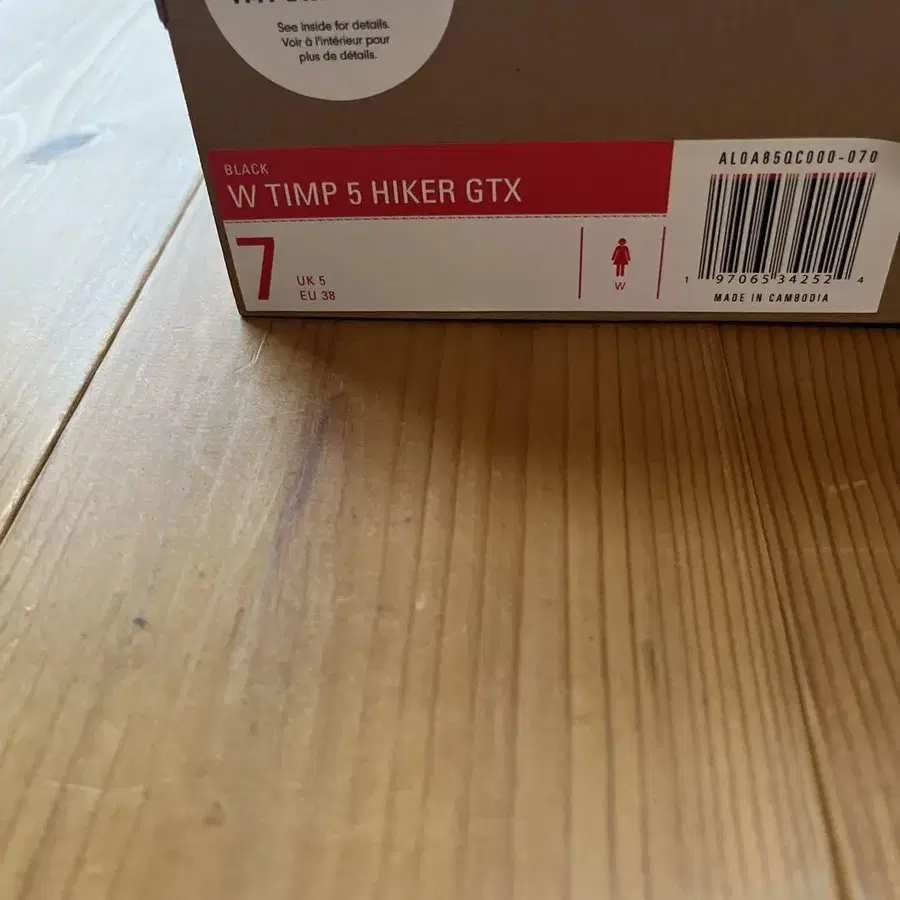 See inside for details.
Voir à l'intérieur pour
plus de détails.
BLACK
W TIMP 5 HIKER GTX
7
UK 5
EU 38
W
AL0A85QC000-070
1 97065 34252 4
MADE IN CAMBODIA